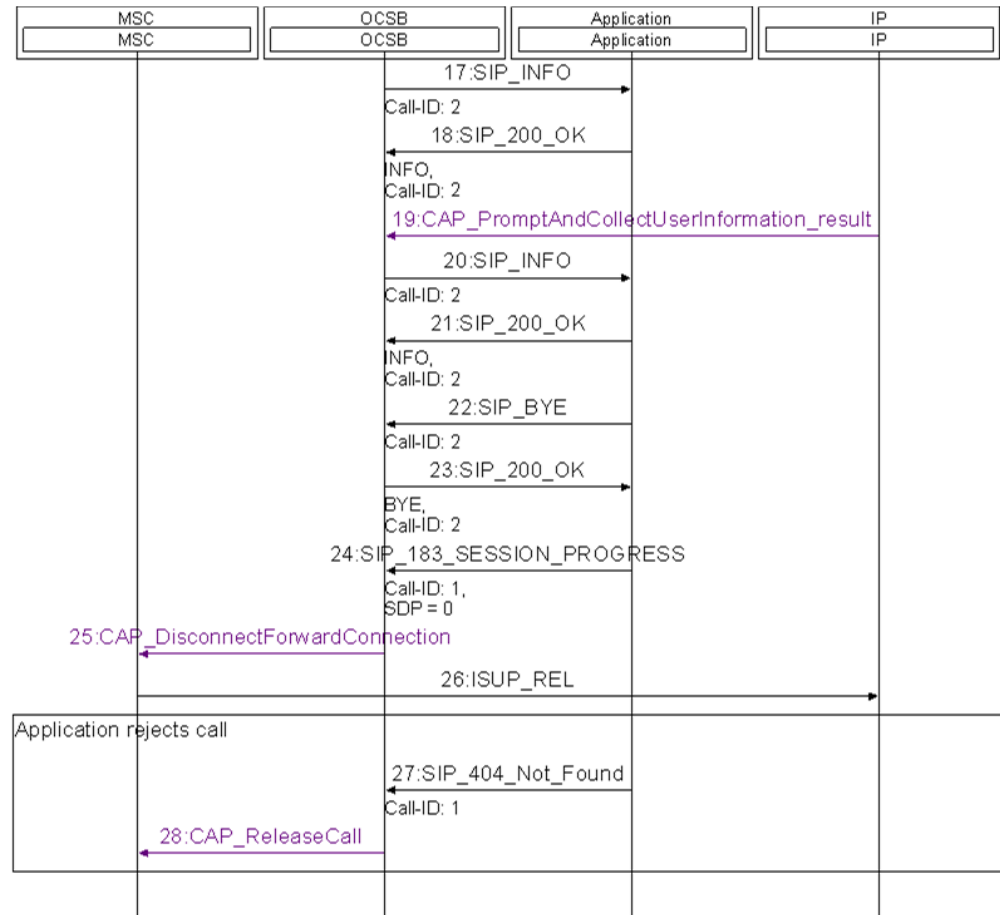 MSC OCSB Application IP
MSC OCSB Application IP
17:SIP_INFO
Call-ID: 2
18:SIP_200_OK
INFO,
Call-ID: 2
19:CAP_PromptAndCollectUserInformation_result
20:SIP_INFO
Call-ID: 2
21:SIP_200_OK
INFO,
Call-ID: 2
22:SIP_BYE
Call-ID: 2
23:SIP_200_OK
BYE,
Call-ID: 2
24:SIP_183_SESSION_PROGRESS
Call-ID: 1,
SDP = 0
25:CAP_DisconnectForwardConnection
26:ISUP_REL
Application rejects call
27:SIP_404_Not_Found
Call-ID: 1
28:CAP_ReleaseCall